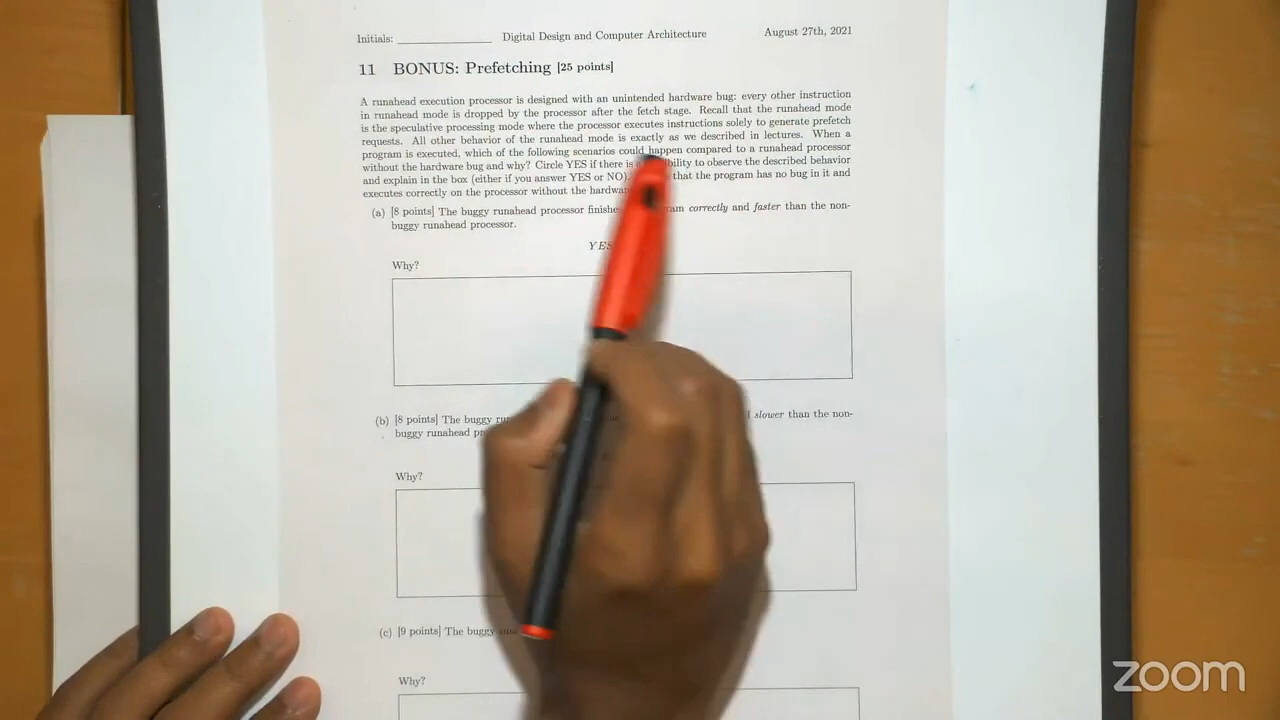 Initials: Digital Design and Computer Architecture August 27th, 2021
11 BONUS: Prefetching [25 points]
A runahead execution processor is designed with an unintended hardware bug: every other instruction
in runahead mode is dropped by the processor after the fetch stage. Recall that the runahead mode
is the speculative processing mode where the processor executes instructions solely to generate prefetch
requests. All other behavior of the runahead mode is exactly as we described in lectures. When a
program is executed, which of the following scenarios could happen compared to a runahead processor
without the hardware bug and why? Circle YES if there is a to observe the described behavior
and explain in the box (either if you answer YES or NO). that the program has no bug in it and
executes correctly on the processor without the
(a) [8 points] The buggy runahead processor correctly and faster than the non-
buggy runahead processor.
YES
Why?
(b) [8 points] The buggy slower than the non-
buggy runahead
Why?
(c) [9 points] The buggy
Why?
zoom